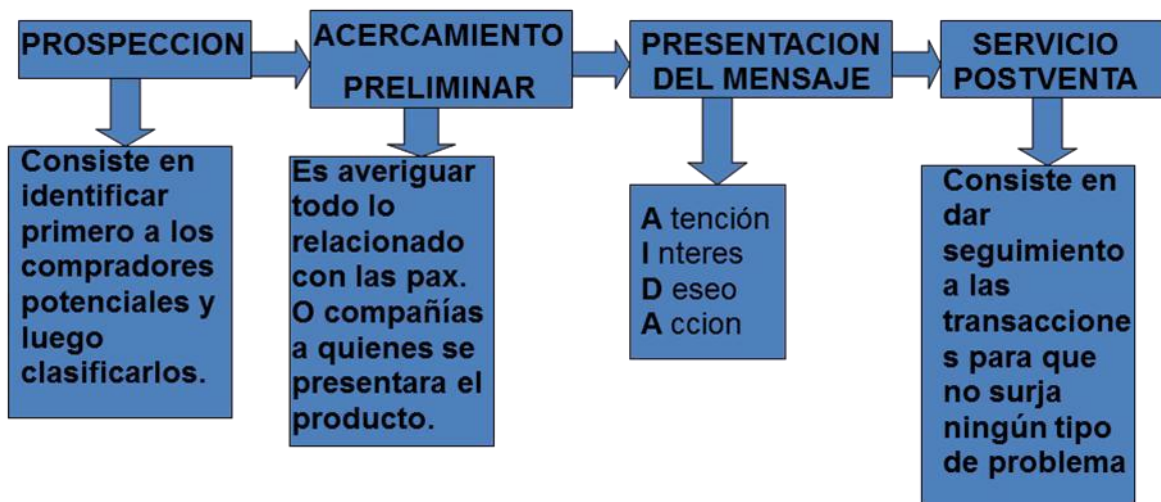 PROSPECCION
ACERCAMIENTO
PRELIMINAR
PRESENTACION
DEL MENSAJE
SERVICIO
POSTVENTA
Consiste en
identificar
primero a los
compradores
potenciales y
luego
clasificarlos.
Es averiguar
todo lo
relacionado
con las pax.
O compañías
a quienes se
presentara el
producto.
A tención
I nteres
D eseo
A ccion
Consiste en
dar
seguimiento
a las
transaccione
s para que
no surja
ningún tipo
de problema